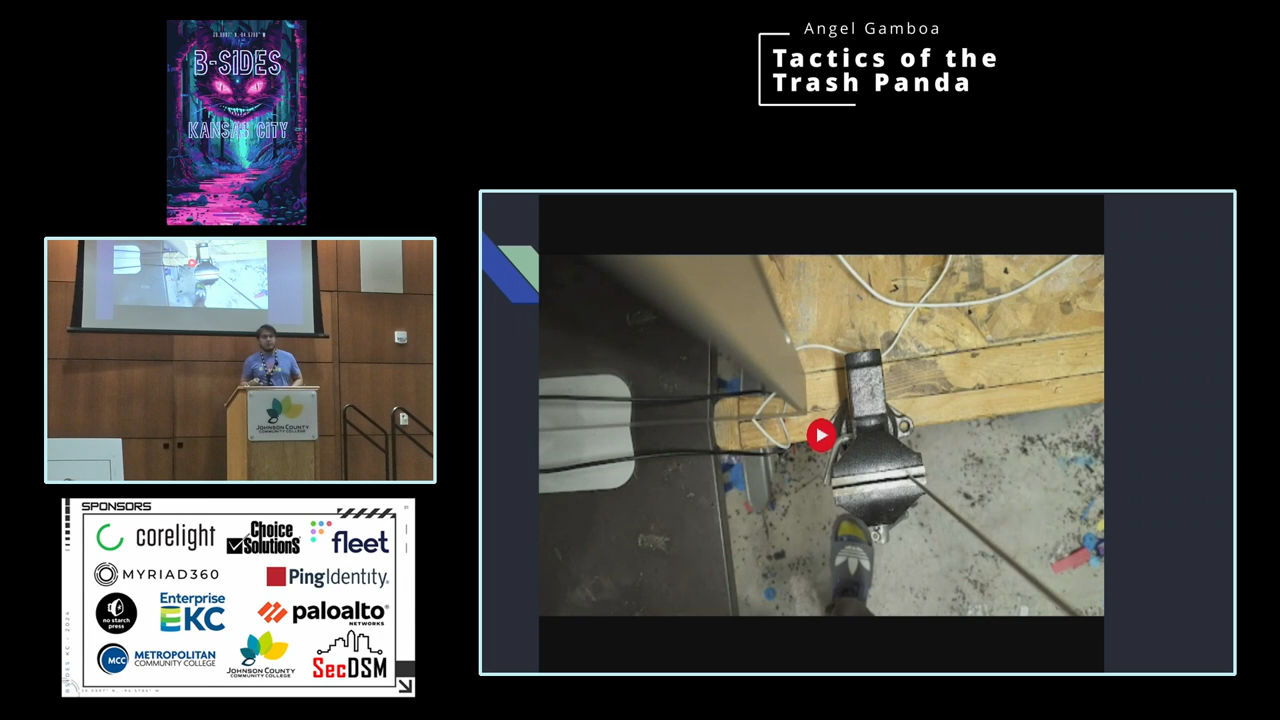 Angel Gamboa
Tactics of the
Trash Panda
B-SIDES
KANSAS CITY
JOHNSON COUNTY
COMMUNITY COLLEGE
SPONSORS
corelight
Choice
Solutions
fleet
MYRIAD360
PingIdentity
no starch
press
Enterprise
KC
paloalto
NETWORKS
MCC
METROPOLITAN
COMMUNITY COLLEGE
JOHNSON COUNTY
COMMUNITY COLLEGE
SecDSM